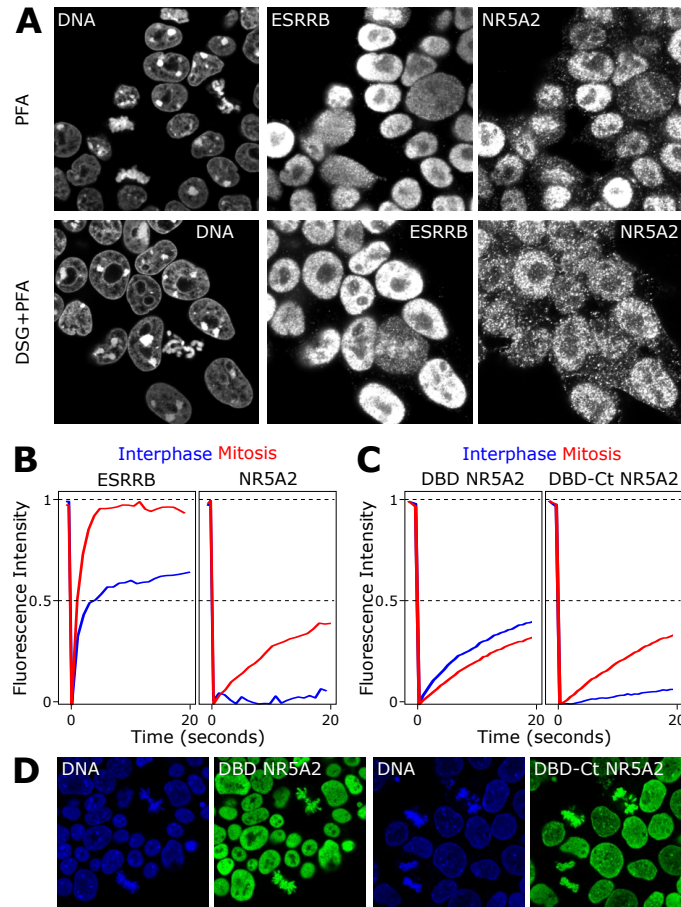 A
DNA
ESRRB
NR5A2
PFA
DNA
ESRRB
NR5A2
DSG+PFA
B
Interphase Mitosis
ESRRB
NR5A2
Fluorescence Intensity
1
0.5
0
0
20
0
20
Time (seconds)
C
Interphase Mitosis
DBD NR5A2
DBD-Ct NR5A2
Fluorescence Intensity
1
0.5
0
0
20
0
20
Time (seconds)
D
DNA
DBD NR5A2
DNA
DBD-Ct NR5A2